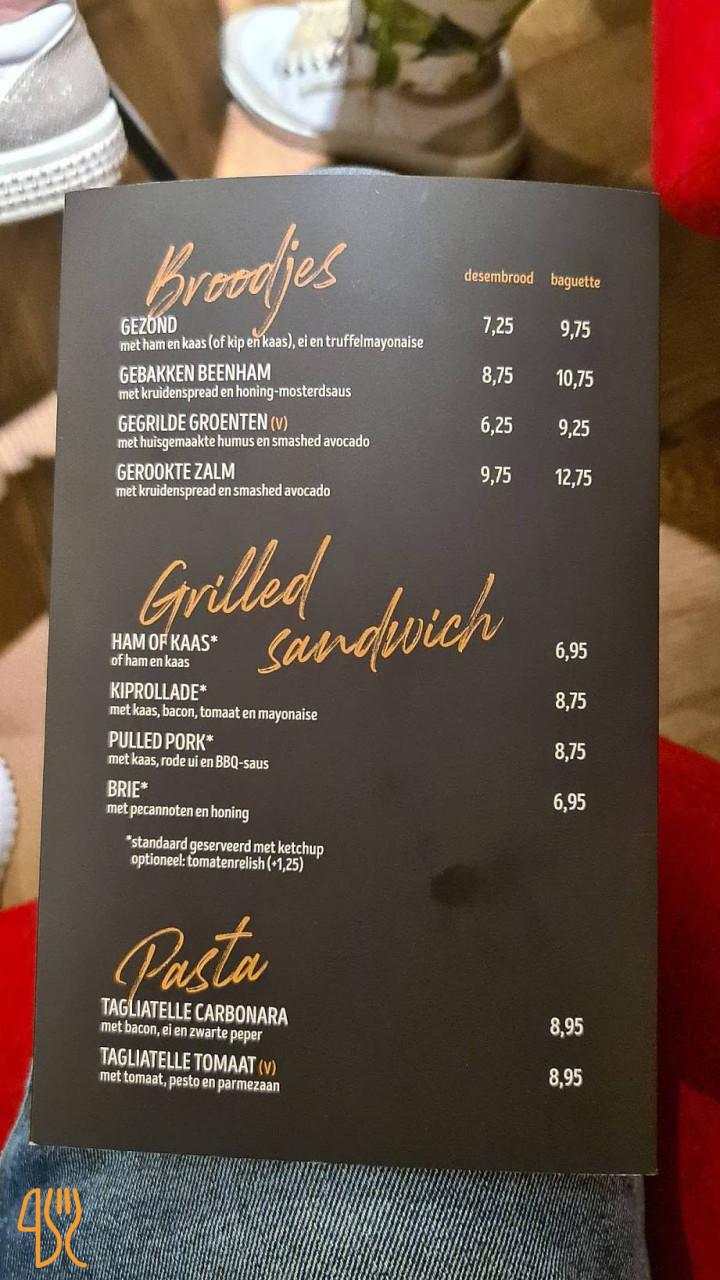 Broodjes
desembrood baguette
GEZOND 7,25 9,75
met ham en kaas (of kip en kaas), ei en truffelmayonaise
GEBAKKEN BEENHAM 8,75 10,75
met kruidenspread en honing-mosterdsaus
GEGRILDE GROENTEN (V) 6,25 9,25
met huisgemaakte humus en smashed avocado
GEROOKTE ZALM 9,75 12,75
met kruidenspread en smashed avocado
Grilled
sandwich
HAM OF KAAS* 6,95
of ham en kaas
KIPROLLADE* 8,75
met kaas, bacon, tomaat en mayonaise
PULLED PORK* 8,75
met kaas, rode ui en BBQ-saus
BRIE* 6,95
met pecannoten en honing
*standaard geserveerd met ketchup
optioneel: tomatenrelish (+1,25)
Pasta
TAGLIATELLE CARBONARA 8,95
met bacon, ei en zwarte peper
TAGLIATELLE TOMAAT (V) 8,95
met tomaat, pesto en parmezaan